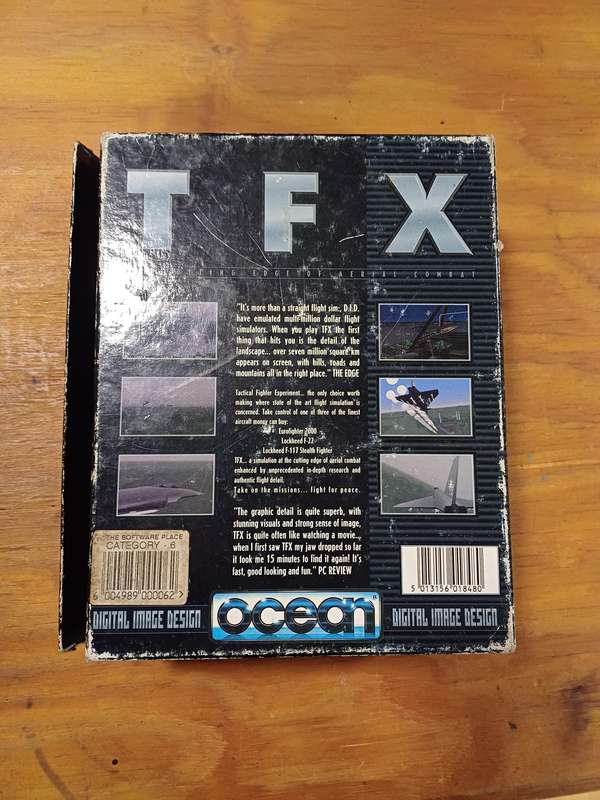 T F X
EDGE OF AERIAL COMBAT
"It's more than a straight flight sim:, D.I.D.
have emulated multi-million dollar flight
simulators. When you play TFX the first
thing that hits you is the detail of the
landscape... over seven million square km
appears on screen, with hills, roads and
mountains all in the right place." THE EDGE
Tactical Fighter Experiment... the only choice worth
making where state of the art flight simulation is
concerned. Take control of one of three of the finest
aircraft money can buy:
Eurofighter 2000
Lockheed F-22
Lockheed F-117 Stealth Fighter
TFX... a simulation at the cutting edge of aerial combat
enhanced by unprecedented in-depth research and
authentic flight detail.
Take on the missions... fight for peace.
"The graphic detail is quite superb, with
stunning visuals and strong sense of image,
TFX is quite often like watching a movie...,
when I first saw TFX my jaw dropped so far
it took me 15 minutes to find it again! It's
fast, good looking and fun." PC REVIEW
THE SOFTWARE PLACE
CATEGORY - 6
6 004989 000062 >
5 013156 018480 >
DIGITAL IMAGE DESIGN
ocean
DIGITAL IMAGE DESIGN